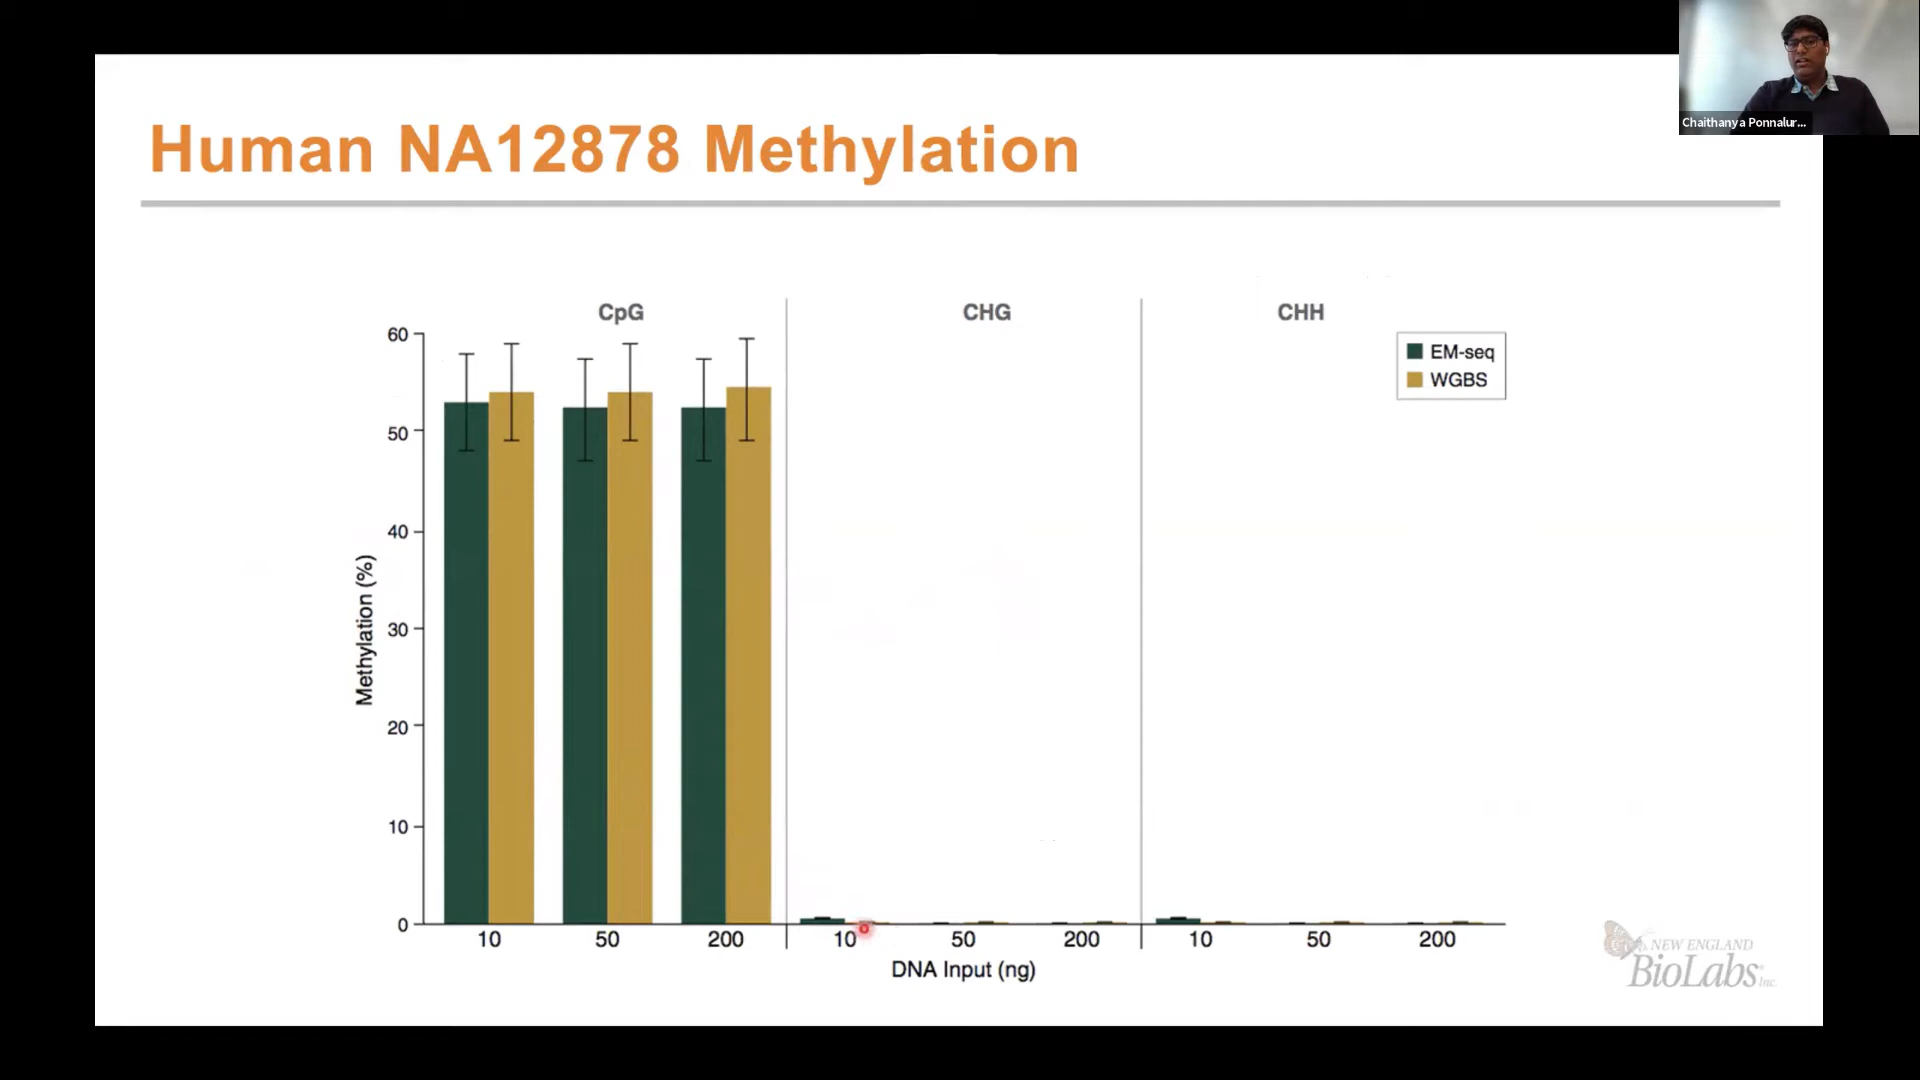 Chaithanya Ponnalur...
Human NA12878 Methylation
CpG
CHG
CHH
EM-seq
WGBS
60
50
40
30
20
10
0
Methylation (%)
10 50 200 10 50 200 10 50 200
DNA Input (ng)
NEW ENGLAND
BioLabs Inc.